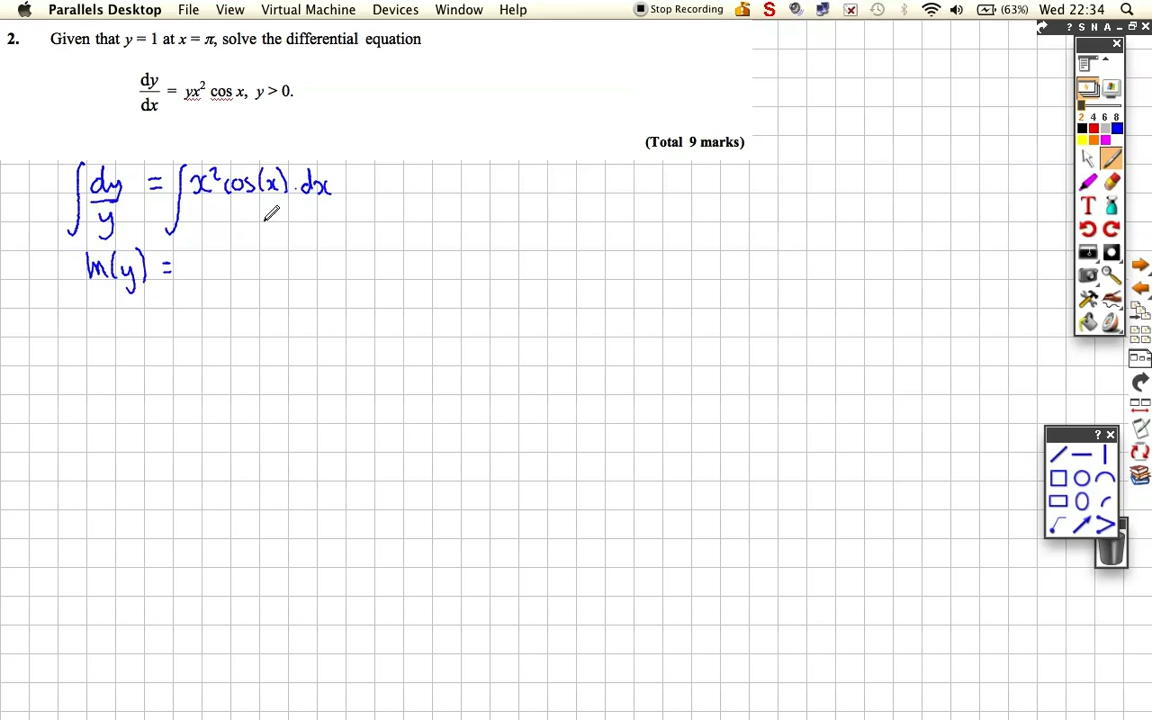 Parallels Desktop File View Virtual Machine Devices Window Help Stop Recording (63%) Wed 22:34
? S N A
2. Given that y = 1 at x = π, solve the differential equation
dy/dx = yx² cos x, y > 0.
(Total 9 marks)
∫ dy/y = ∫ x² cos(x) . dx
ln(y) =
2 4 6 8
T
?